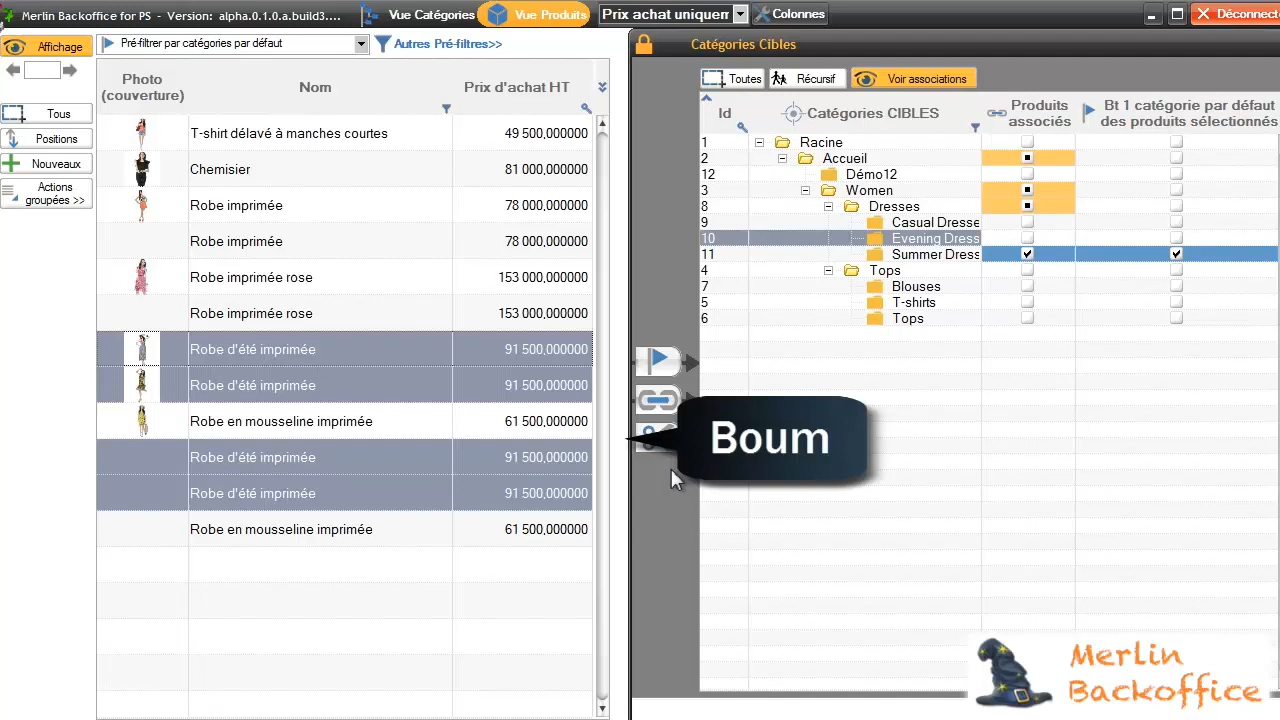 Merlin Backoffice for PS - Version: alpha.0.1.0.a.build3....
Vue Catégories
Vue Produits
Prix achat uniquem
Colonnes
Déconnect
Affichage
Pré-filtrer par catégories par défaut
Autres Pré-filtres>>
Catégories Cibles
Tous
Positions
Nouveaux
Actions
groupées >>
Photo
(couverture)
Nom
Prix d'achat HT
T-shirt délavé à manches courtes 49 500,000000
Chemisier 81 000,000000
Robe imprimée 78 000,000000
Robe imprimée 78 000,000000
Robe imprimée rose 153 000,000000
Robe imprimée rose 153 000,000000
Robe d'été imprimée 91 500,000000
Robe d'été imprimée 91 500,000000
Robe en mousseline imprimée 61 500,000000
Robe d'été imprimée 91 500,000000
Robe d'été imprimée 91 500,000000
Robe en mousseline imprimée 61 500,000000
Toutes
Récursif
Voir associations
Id
Catégories CIBLES
Produits
associés
Bt 1 catégorie par défaut
des produits sélectionnés
1 Racine
2 Accueil
12 Démo12
3 Women
8 Dresses
9 Casual Dresse
10 Evening Dress
11 Summer Dress
4 Tops
7 Blouses
5 T-shirts
6 Tops
Boum
Merlin
Backoffice